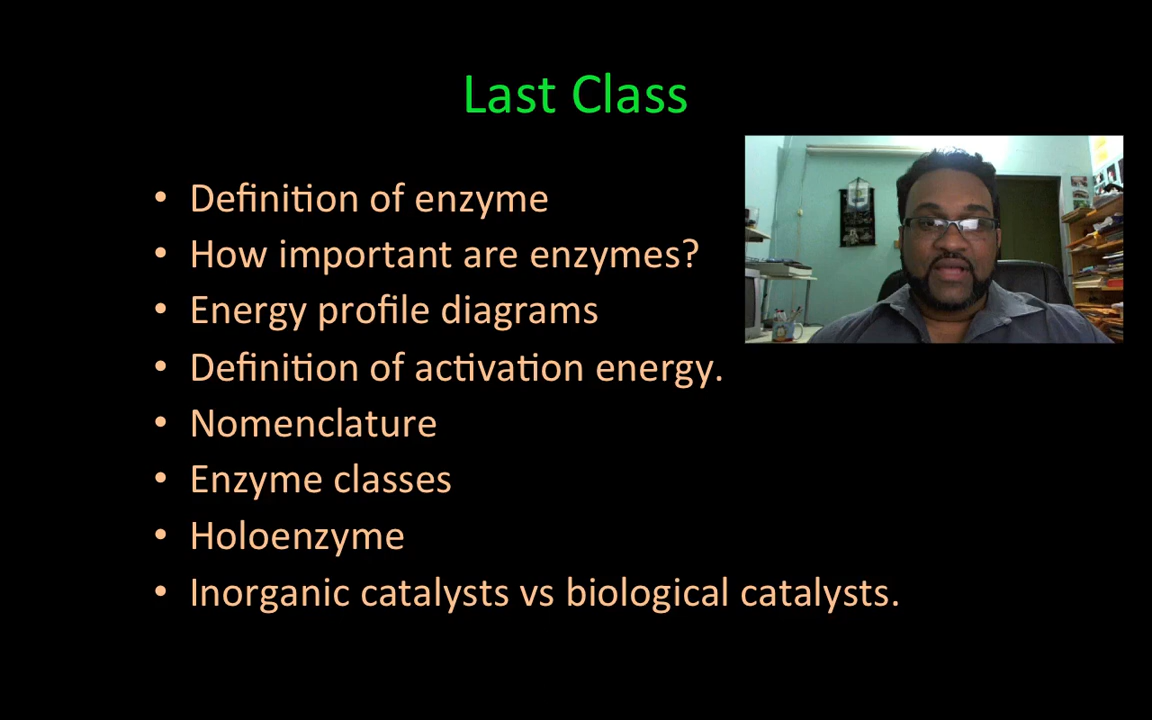 Last Class
• Definition of enzyme
• How important are enzymes?
• Energy profile diagrams
• Definition of activation energy.
• Nomenclature
• Enzyme classes
• Holoenzyme
• Inorganic catalysts vs biological catalysts.